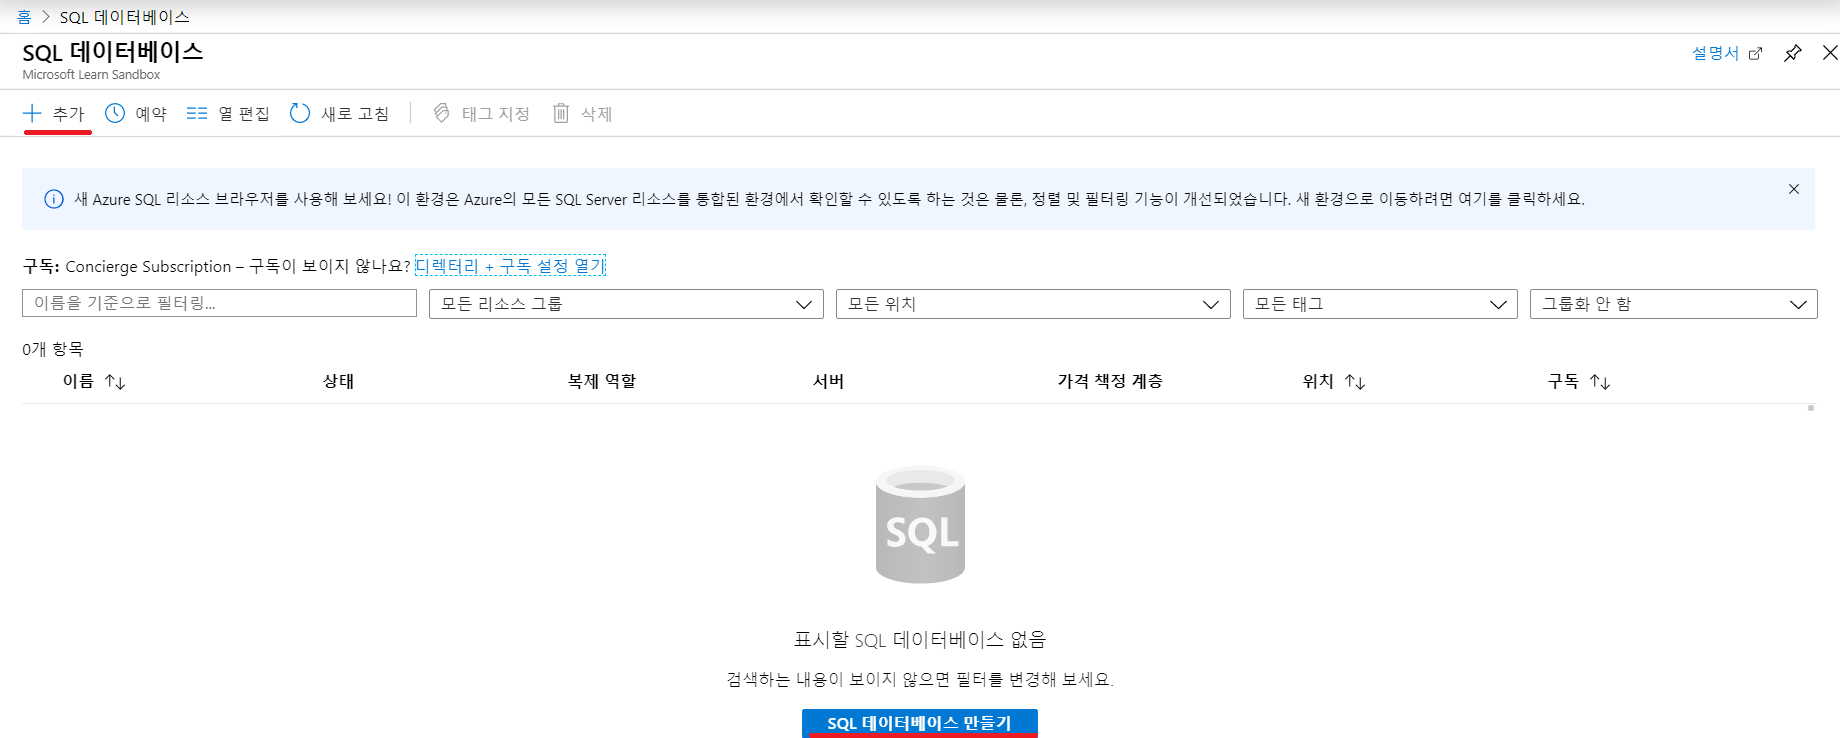 홈 > SQL 데이터베이스
SQL 데이터베이스
Microsoft Learn Sandbox
설명서
추가 예약 열 편집 새로 고침 태그 지정 삭제
새 Azure SQL 리소스 브라우저를 사용해 보세요! 이 환경은 Azure의 모든 SQL Server 리소스를 통합된 환경에서 확인할 수 있도록 하는 것은 물론, 정렬 및 필터링 기능이 개선되었습니다. 새 환경으로 이동하려면 여기를 클릭하세요.
구독: Concierge Subscription – 구독이 보이지 않나요? 디렉터리 + 구독 설정 열기
이름을 기준으로 필터링... 모든 리소스 그룹 모든 위치 모든 태그 그룹화 안 함
0개 항목
이름 상태 복제 역할 서버 가격 책정 계층 위치 구독
SQL
표시할 SQL 데이터베이스 없음
검색하는 내용이 보이지 않으면 필터를 변경해 보세요.
SQL 데이터베이스 만들기